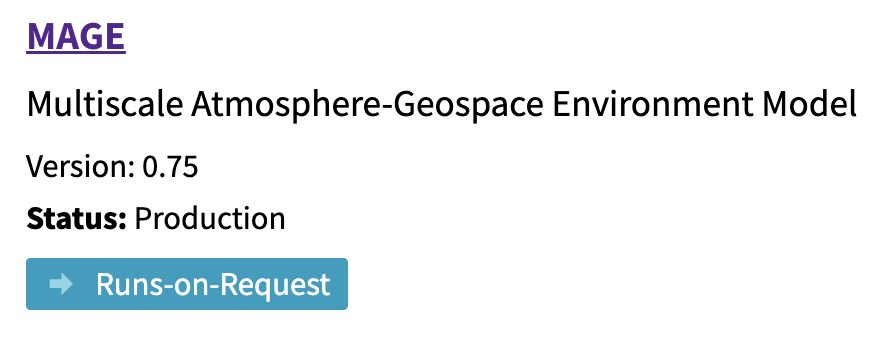 MAGE
Multiscale Atmosphere-Geospace Environment Model
Version: 0.75
Status: Production
Runs-on-Request